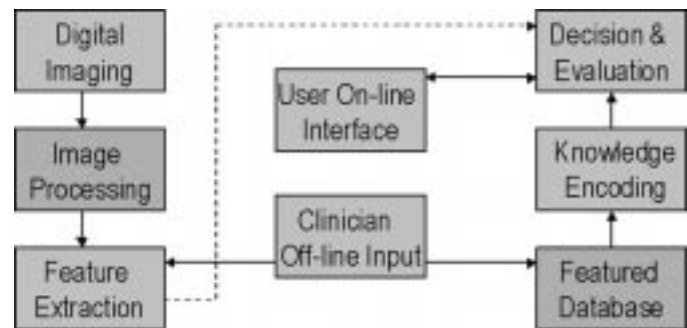 Digital
Imaging
Decision &
Evaluation
User On-line
Interface
Image
Processing
Knowledge
Encoding
Clinician
Off-line Input
Feature
Extraction
Featured
Database